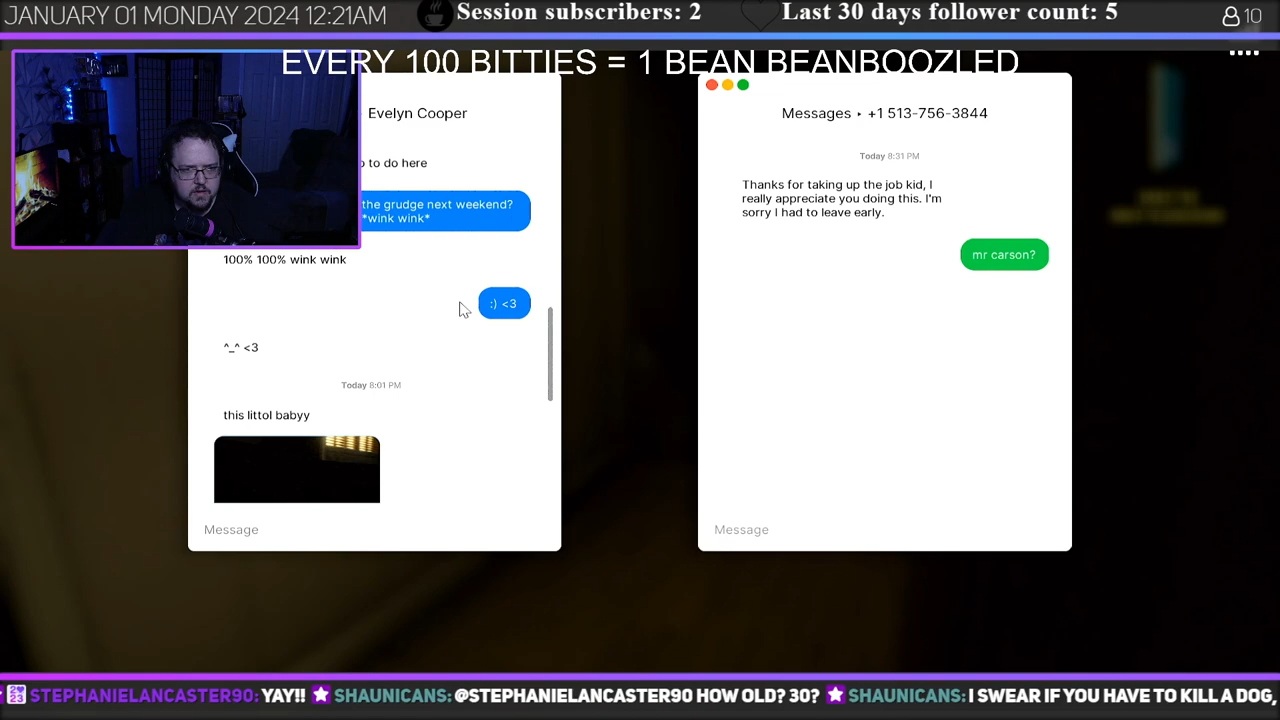 JANUARY 01 MONDAY 2024 12:21AM
Session subscribers: 2
Last 30 days follower count: 5
10
EVERY 100 BITTIES = 1 BEAN BEANBOOZLED
Evelyn Cooper
to do here
the grudge next weekend?
*wink wink*
100% 100% wink wink
:) <3
^_^ <3
Today 8:01 PM
this littol babyy
Message
Messages ‣ +1 513-756-3844
Today 8:31 PM
Thanks for taking up the job kid, I
really appreciate you doing this. I'm
sorry I had to leave early.
mr carson?
Message
STEPHANIELANCASTER90: YAY!! SHAUNICANS: @STEPHANIELANCASTER90 HOW OLD? 30? SHAUNICANS: I SWEAR IF YOU HAVE TO KILL A DOG,